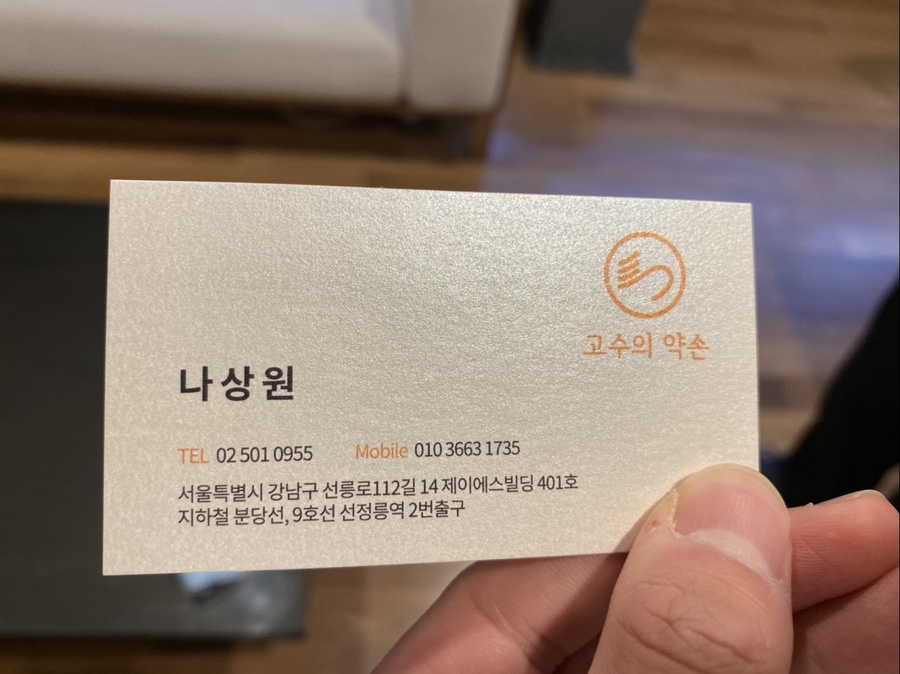 고수의 약손
나상원
TEL 02 501 0955 Mobile 010 3663 1735
서울특별시 강남구 선릉로112길 14 제이에스빌딩 401호
지하철 분당선, 9호선 선정릉역 2번출구